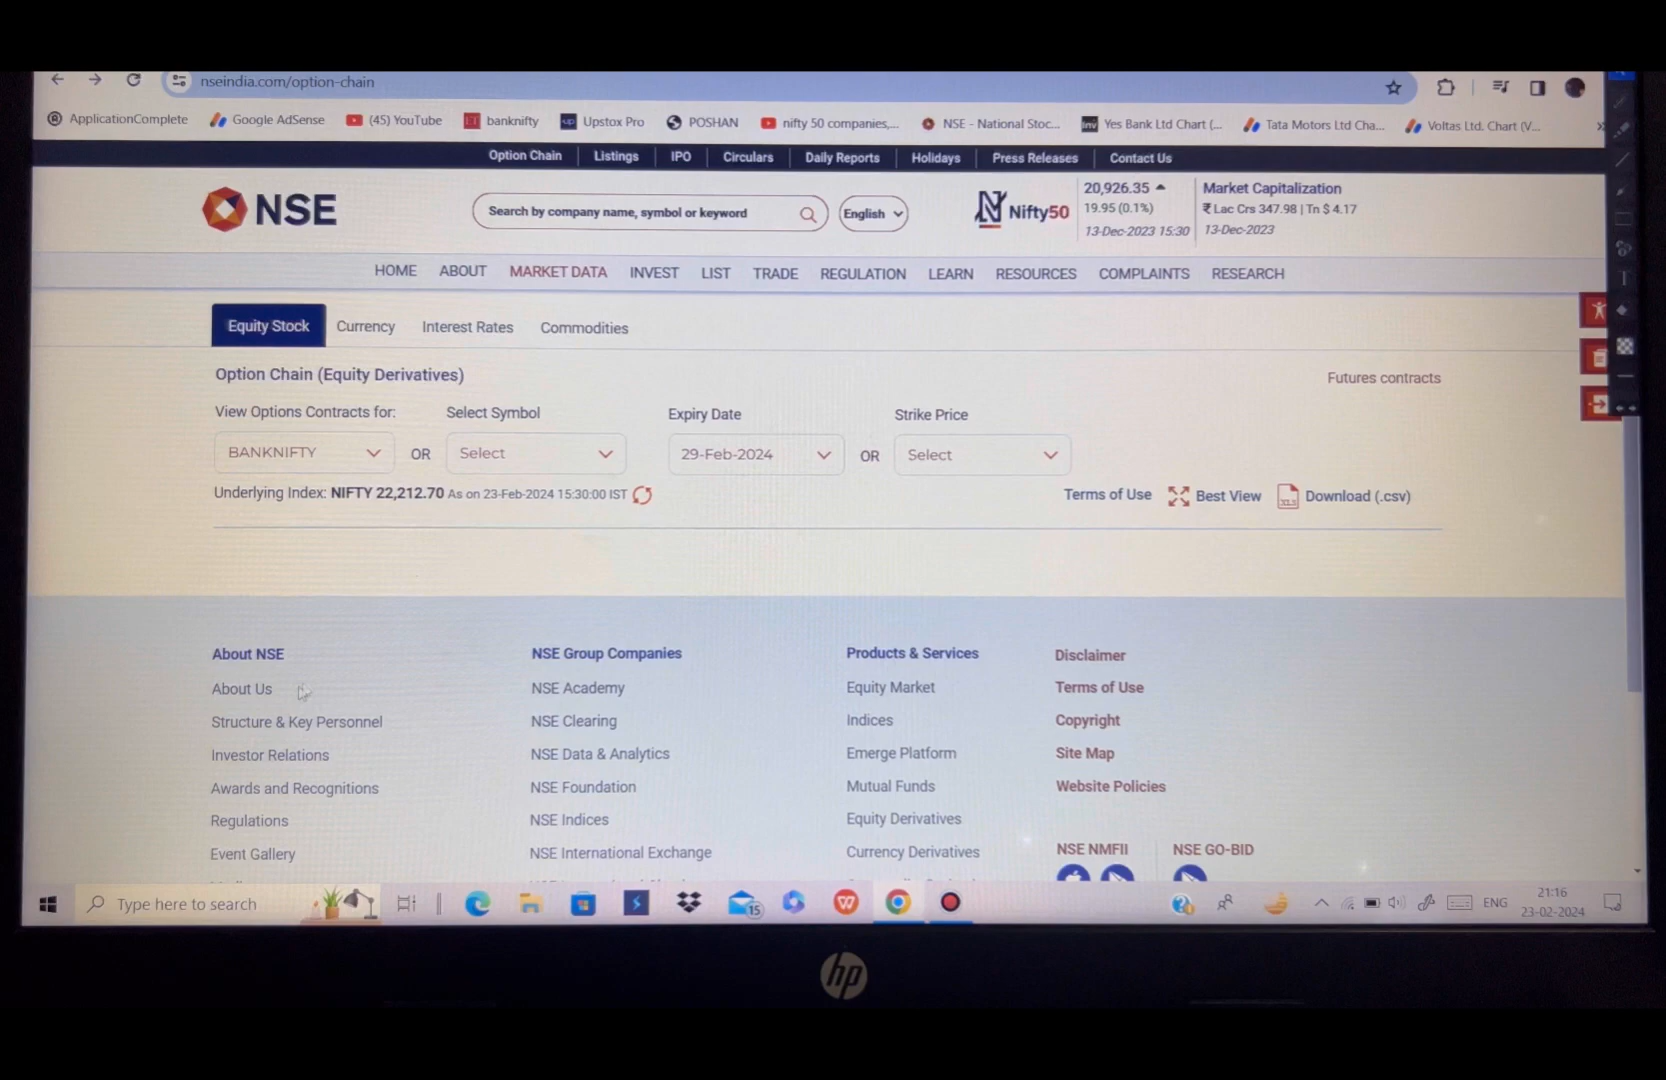 nseindia.com/option-chain
ApplicationComplete Google AdSense (45) YouTube banknifty Upstox Pro POSHAN nifty 50 companies,... NSE - National Stoc... Yes Bank Ltd Chart (... Tata Motors Ltd Cha... Voltas Ltd. Chart (V... »
Option Chain Listings IPO Circulars Daily Reports Holidays Press Releases Contact Us
NSE
Search by company name, symbol or keyword
English
Nifty50
20,926.35
19.95 (0.1%)
13-Dec-2023 15:30
Market Capitalization
₹ Lac Crs 347.98 | Tn $ 4.17
13-Dec-2023
HOME ABOUT MARKET DATA INVEST LIST TRADE REGULATION LEARN RESOURCES COMPLAINTS RESEARCH
Equity Stock Currency Interest Rates Commodities
Option Chain (Equity Derivatives)
Futures contracts
View Options Contracts for: Select Symbol Expiry Date Strike Price
BANKNIFTY OR Select 29-Feb-2024 OR Select
Underlying Index: NIFTY 22,212.70 As on 23-Feb-2024 15:30:00 IST
Terms of Use Best View XLS Download (.csv)
About NSE
About Us
Structure & Key Personnel
Investor Relations
Awards and Recognitions
Regulations
Event Gallery
NSE Group Companies
NSE Academy
NSE Clearing
NSE Data & Analytics
NSE Foundation
NSE Indices
NSE International Exchange
Products & Services
Equity Market
Indices
Emerge Platform
Mutual Funds
Equity Derivatives
Currency Derivatives
Disclaimer
Terms of Use
Copyright
Site Map
Website Policies
NSE NMFII NSE GO-BID
Type here to search
15
ENG
21:16
23-02-2024
hp